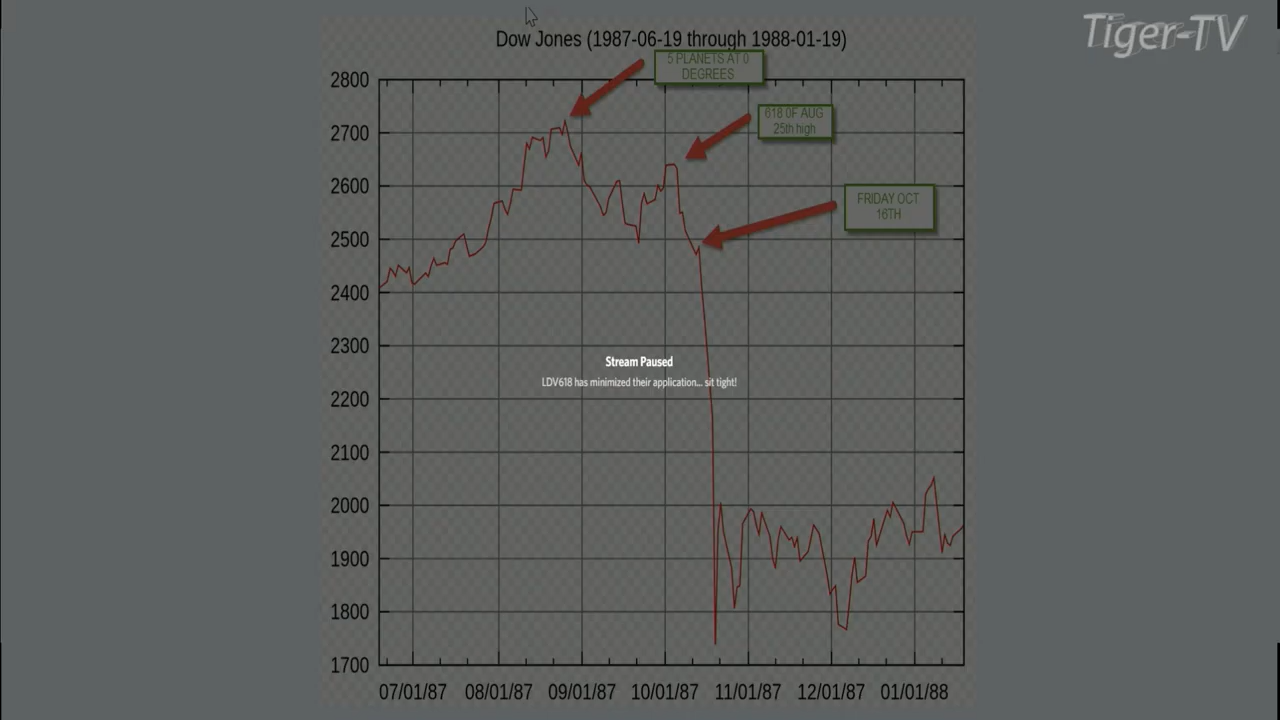 Tiger-TV
Dow Jones (1987-06-19 through 1988-01-19)
5 PLANETS AT 0
DEGREES
618 0F AUG
25th high
FRIDAY OCT
16TH
2800
2700
2600
2500
2400
2300
2200
2100
2000
1900
1800
1700
Stream Paused
LDV618 has minimized their application... sit tight!
07/01/87 08/01/87 09/01/87 10/01/87 11/01/87 12/01/87 01/01/88